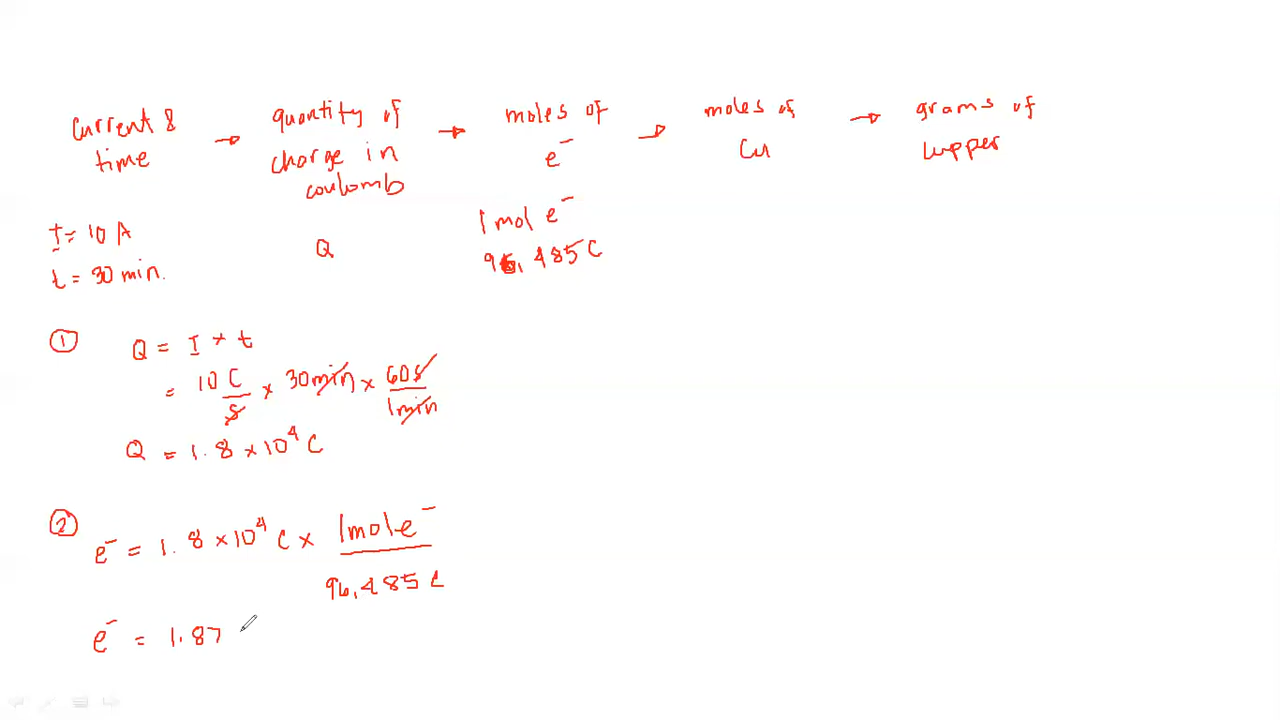 Current & time → quantity of charge in coulomb → moles of e⁻ → moles of Cu → grams of copper
I = 10 A
t = 30 min.
Q
1 mol e⁻
96,485 C
① Q = I × t
= 10 C/s × 30 min × 60 s/1 min
Q = 1.8 × 10⁴ C
② e⁻ = 1.8 × 10⁴ C × 1 mol e⁻/96,485 C
e⁻ = 1.87